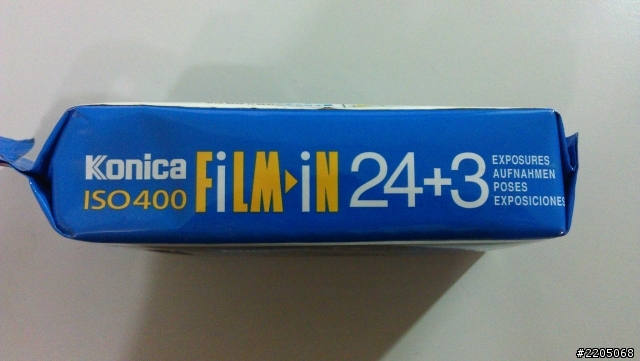 Konica
ISO400
FiLM▸iN
24+3
EXPOSURES
AUFNAHMEN
POSES
EXPOSICIONES
#2205068